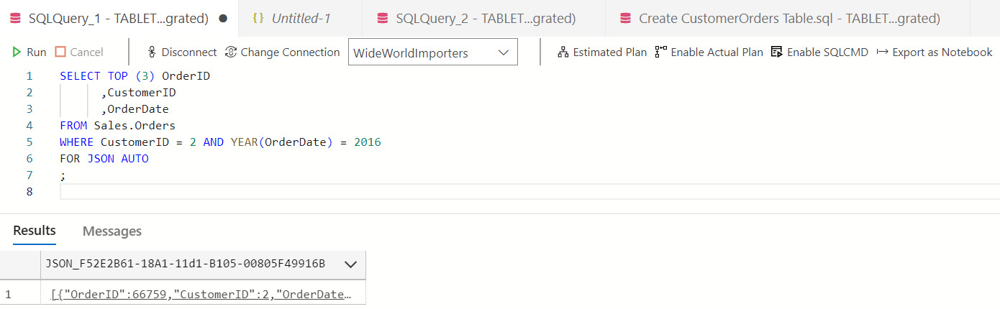 SQLQuery_1 - TABLET...grated) ● {} Untitled-1 SQLQuery_2 - TABLET...grated) Create CustomerOrders Table.sql - TABLET...grated)
Run Cancel Disconnect Change Connection WideWorldImporters Estimated Plan Enable Actual Plan Enable SQLCMD Export as Notebook
1 SELECT TOP (3) OrderID
2 ,CustomerID
3 ,OrderDate
4 FROM Sales.Orders
5 WHERE CustomerID = 2 AND YEAR(OrderDate) = 2016
6 FOR JSON AUTO
7 ;
8
Results Messages
JSON_F52E2B61-18A1-11d1-B105-00805F49916B
1 [{"OrderID":66759,"CustomerID":2,"OrderDate…